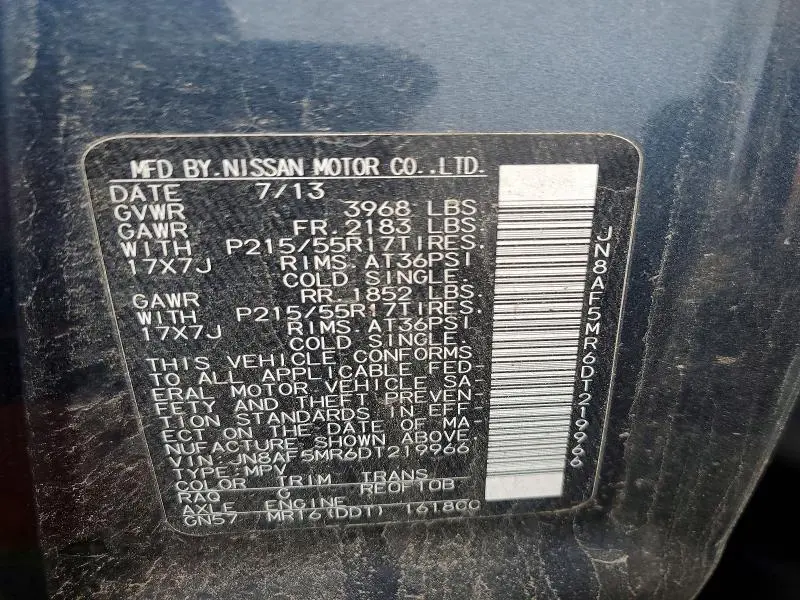 MFD BY.NISSAN MOTOR CO.,LTD.
DATE 7/13
GVWR 3968 LBS
GAWR FR.2183 LBS.
WITH P215/55R17TIRES.
17X7J RIMS.AT36PSI
COLD SINGLE.
GAWR RR.1852 LBS.
WITH P215/55R17TIRES.
17X7J RIMS.AT36PSI
COLD SINGLE.
THIS VEHICLE CONFORMS
TO ALL APPLICABLE FED-
ERAL MOTOR VEHICLE SA-
FETY AND THEFT PREVEN-
TION STANDARDS IN EFF-
ECT ON THE DATE OF MA-
NUFACTURE SHOWN ABOVE
VIN:JN8AF5MR6DT219966
TYPE:MPV
COLOR TRIM TRANS
RAQ G RE0F10B
AXLE ENGINE
GN57 MR16(DDT) 1618CC
JN8AF5MR6DT219966